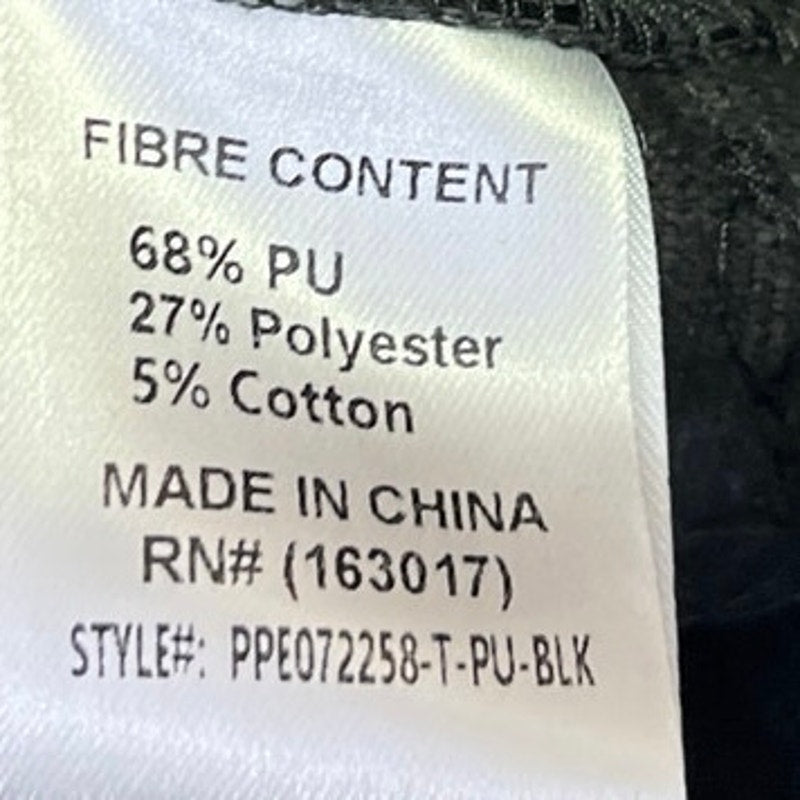 FIBRE CONTENT
68% PU
27% Polyester
5% Cotton
MADE IN CHINA
RN# (163017)
STYLE#: PPE072258-T-PU-BLK